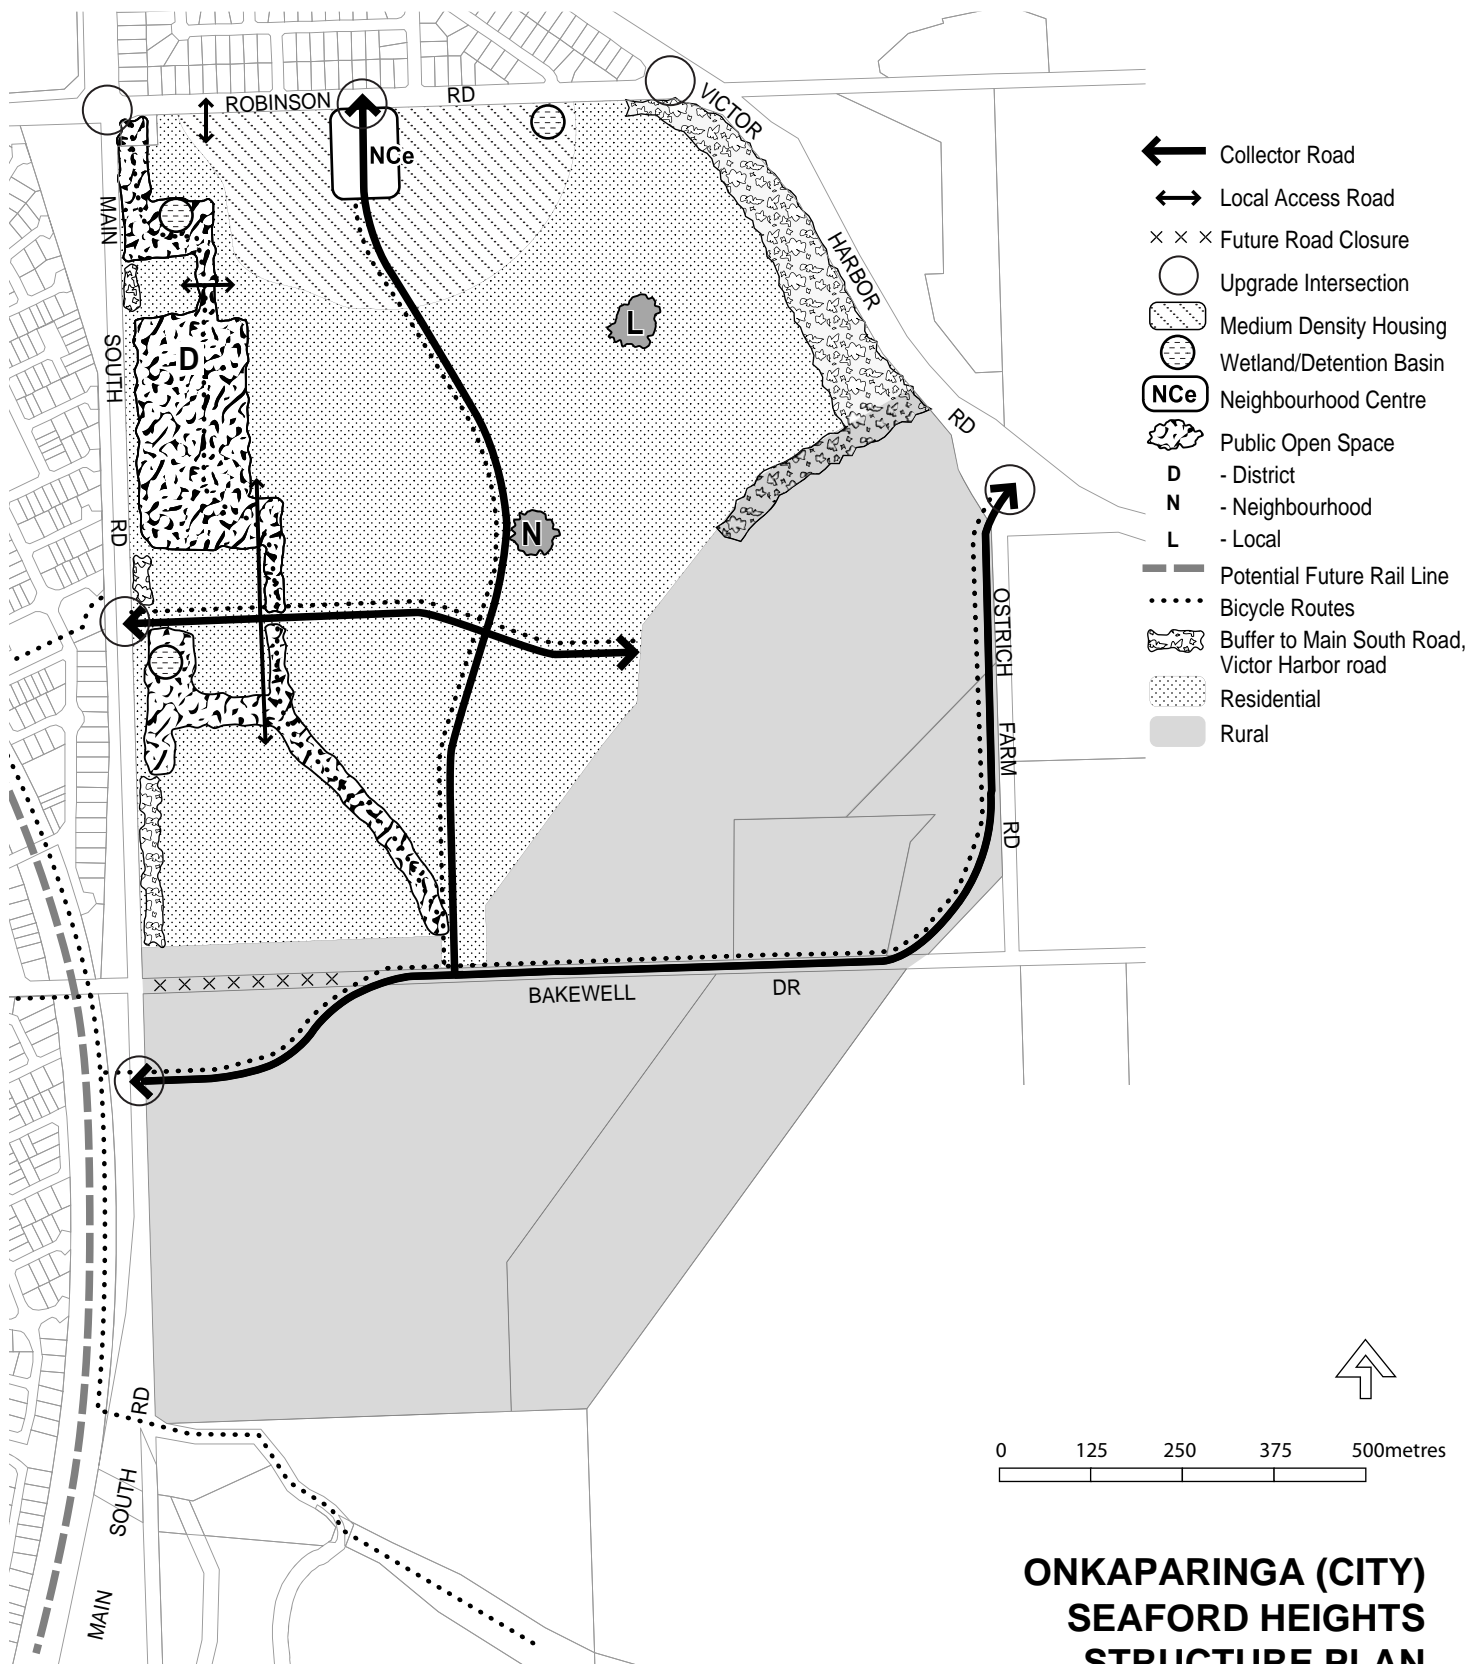 ROBINSON RD
VICTOR
HARBOR
RD
NCe
MAIN
SOUTH
RD
D
L
N
OSTRICH
FARM
RD
BAKEWELL DR
RD
SOUTH
MAIN
Collector Road
Local Access Road
× × × Future Road Closure
Upgrade Intersection
Medium Density Housing
Wetland/Detention Basin
NCe Neighbourhood Centre
Public Open Space
D - District
N - Neighbourhood
L - Local
Potential Future Rail Line
Bicycle Routes
Buffer to Main South Road,
Victor Harbor road
Residential
Rural
0 125 250 375 500metres
ONKAPARINGA (CITY)
SEAFORD HEIGHTS
STRUCTURE PLAN